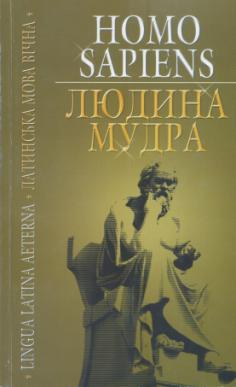 HOMO
SAPIENS
ЛЮДИНА
МУДРА
LINGUA LATINA AETERNA * ЛАТИНСЬКА МОВА ВІЧНА